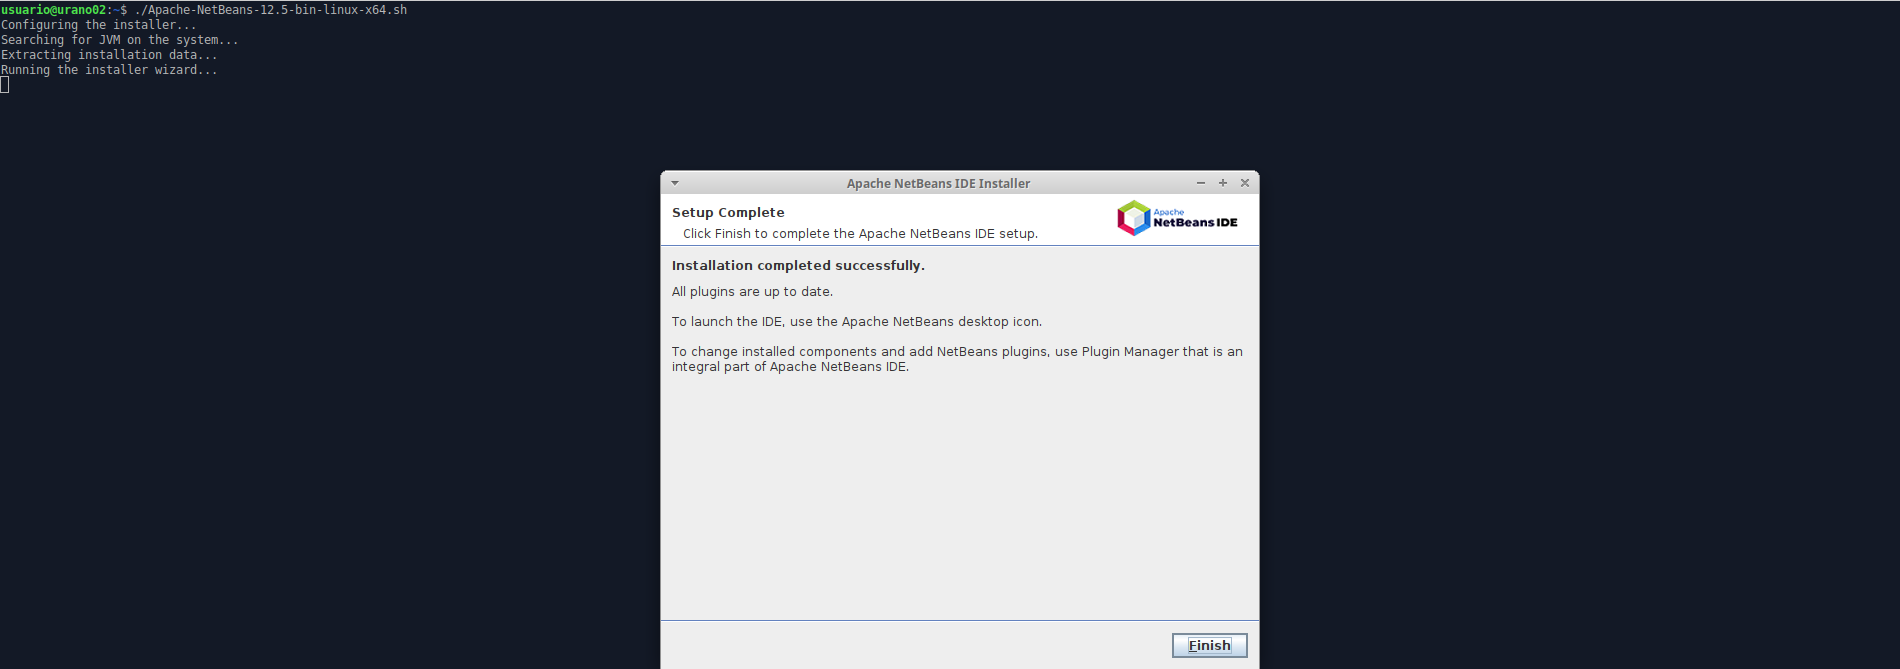 usuario@urano02:~$ ./Apache-NetBeans-12.5-bin-linux-x64.sh
Configuring the installer...
Searching for JVM on the system...
Extracting installation data...
Running the installer wizard...
Apache NetBeans IDE Installer
Setup Complete
Click Finish to complete the Apache NetBeans IDE setup.
Apache
NetBeans IDE
Installation completed successfully.
All plugins are up to date.
To launch the IDE, use the Apache NetBeans desktop icon.
To change installed components and add NetBeans plugins, use Plugin Manager that is an
integral part of Apache NetBeans IDE.
Finish